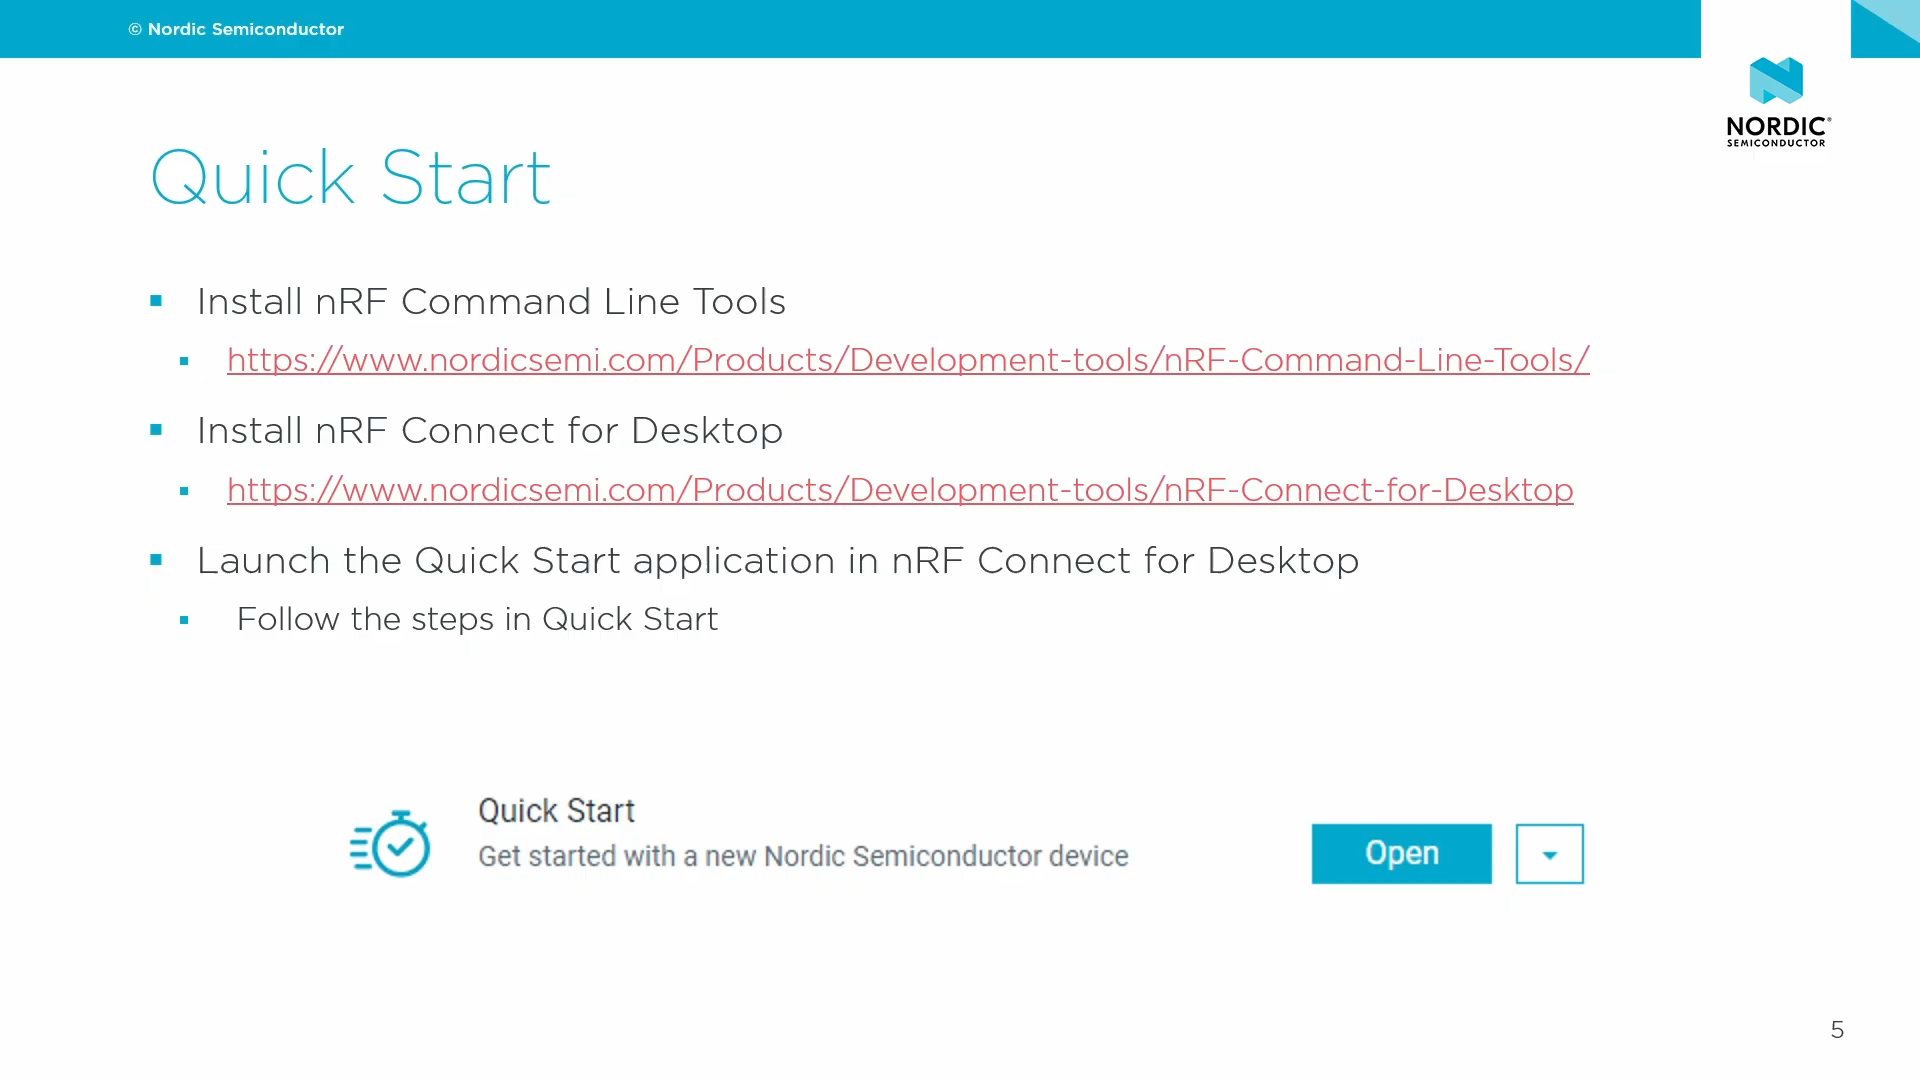 © Nordic Semiconductor
NORDIC®
SEMICONDUCTOR
Quick Start
▪ Install nRF Command Line Tools
▪ https://www.nordicsemi.com/Products/Development-tools/nRF-Command-Line-Tools/
▪ Install nRF Connect for Desktop
▪ https://www.nordicsemi.com/Products/Development-tools/nRF-Connect-for-Desktop
▪ Launch the Quick Start application in nRF Connect for Desktop
▪ Follow the steps in Quick Start
Quick Start
Get started with a new Nordic Semiconductor device
Open
5